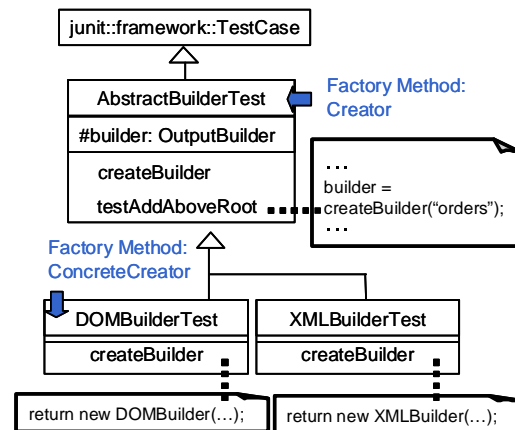 junit::framework::TestCase
AbstractBuilderTest
Factory Method:
Creator
#builder: OutputBuilder
createBuilder
testAddAboveRoot
...
builder =
createBuilder(“orders”);
...
Factory Method:
ConcreteCreator
DOMBuilderTest
XMLBuilderTest
createBuilder
createBuilder
return new DOMBuilder(…);
return new XMLBuilder(…);